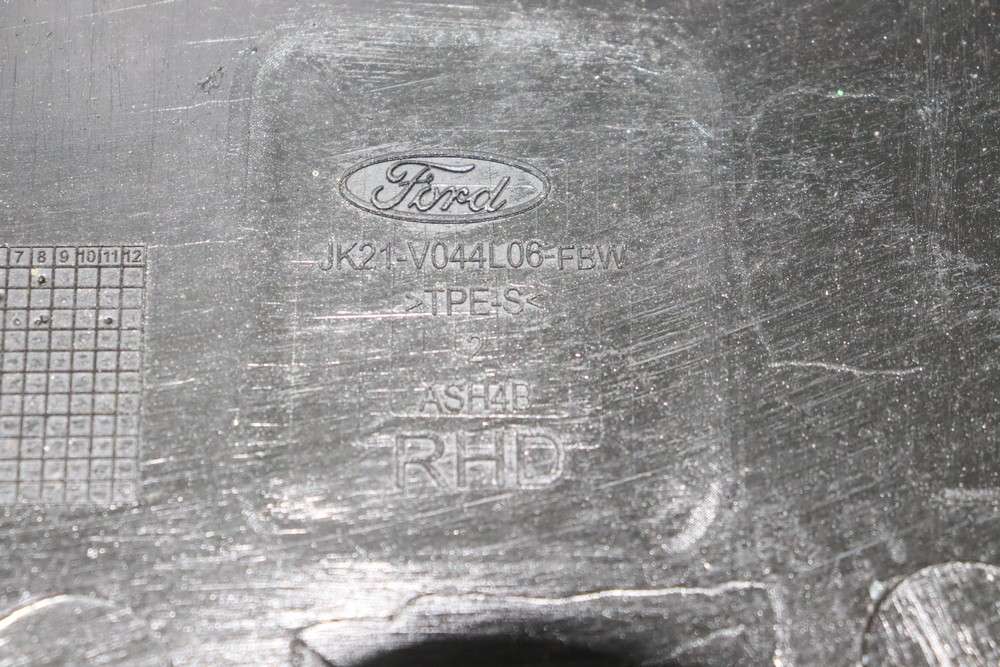 Ford
JK21-V044L06-FBW
>TPE-S<
2
ASH4B
RHD
7 8 9 10 11 12